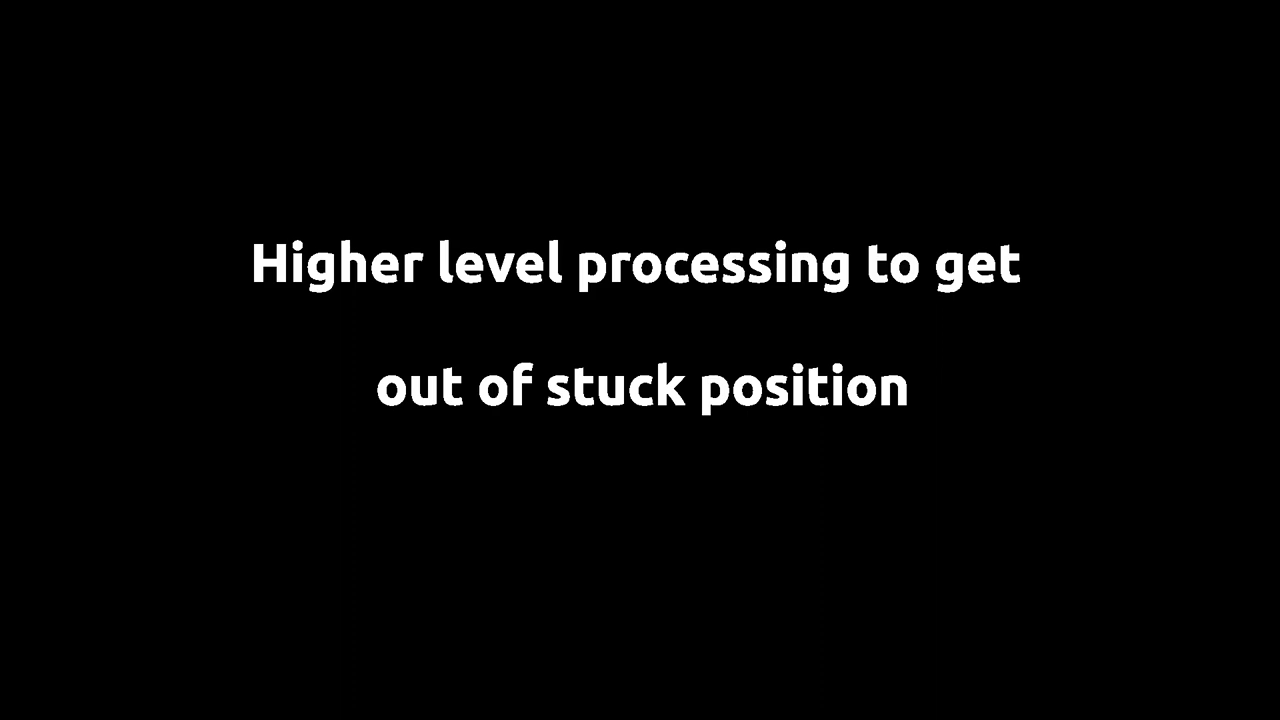 Higher level processing to get
out of stuck position